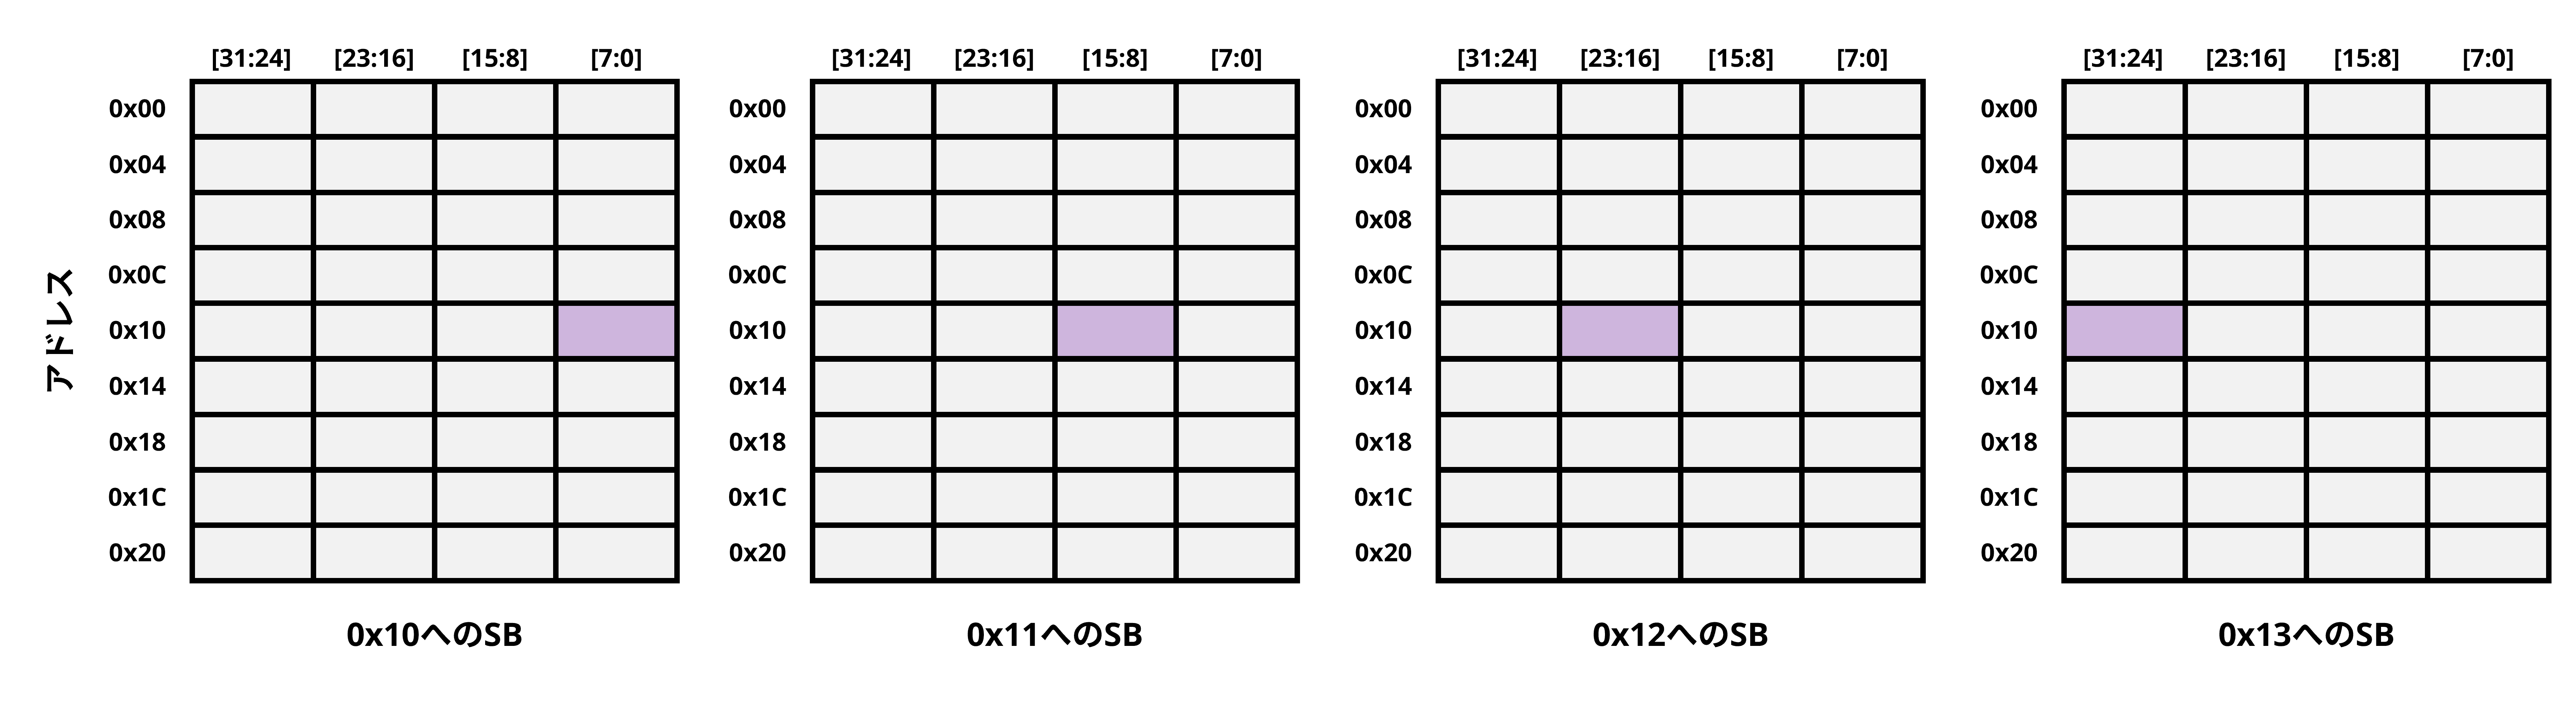 [31:24] [23:16] [15:8] [7:0] [31:24] [23:16] [15:8] [7:0] [31:24] [23:16] [15:8] [7:0] [31:24] [23:16] [15:8] [7:0]
0x00 0x00 0x00 0x00
0x04 0x04 0x04 0x04
0x08 0x08 0x08 0x08
0x0C 0x0C 0x0C 0x0C
アドレス
0x10 0x10 0x10 0x10
0x14 0x14 0x14 0x14
0x18 0x18 0x18 0x18
0x1C 0x1C 0x1C 0x1C
0x20 0x20 0x20 0x20
0x10へのSB 0x11へのSB 0x12へのSB 0x13へのSB